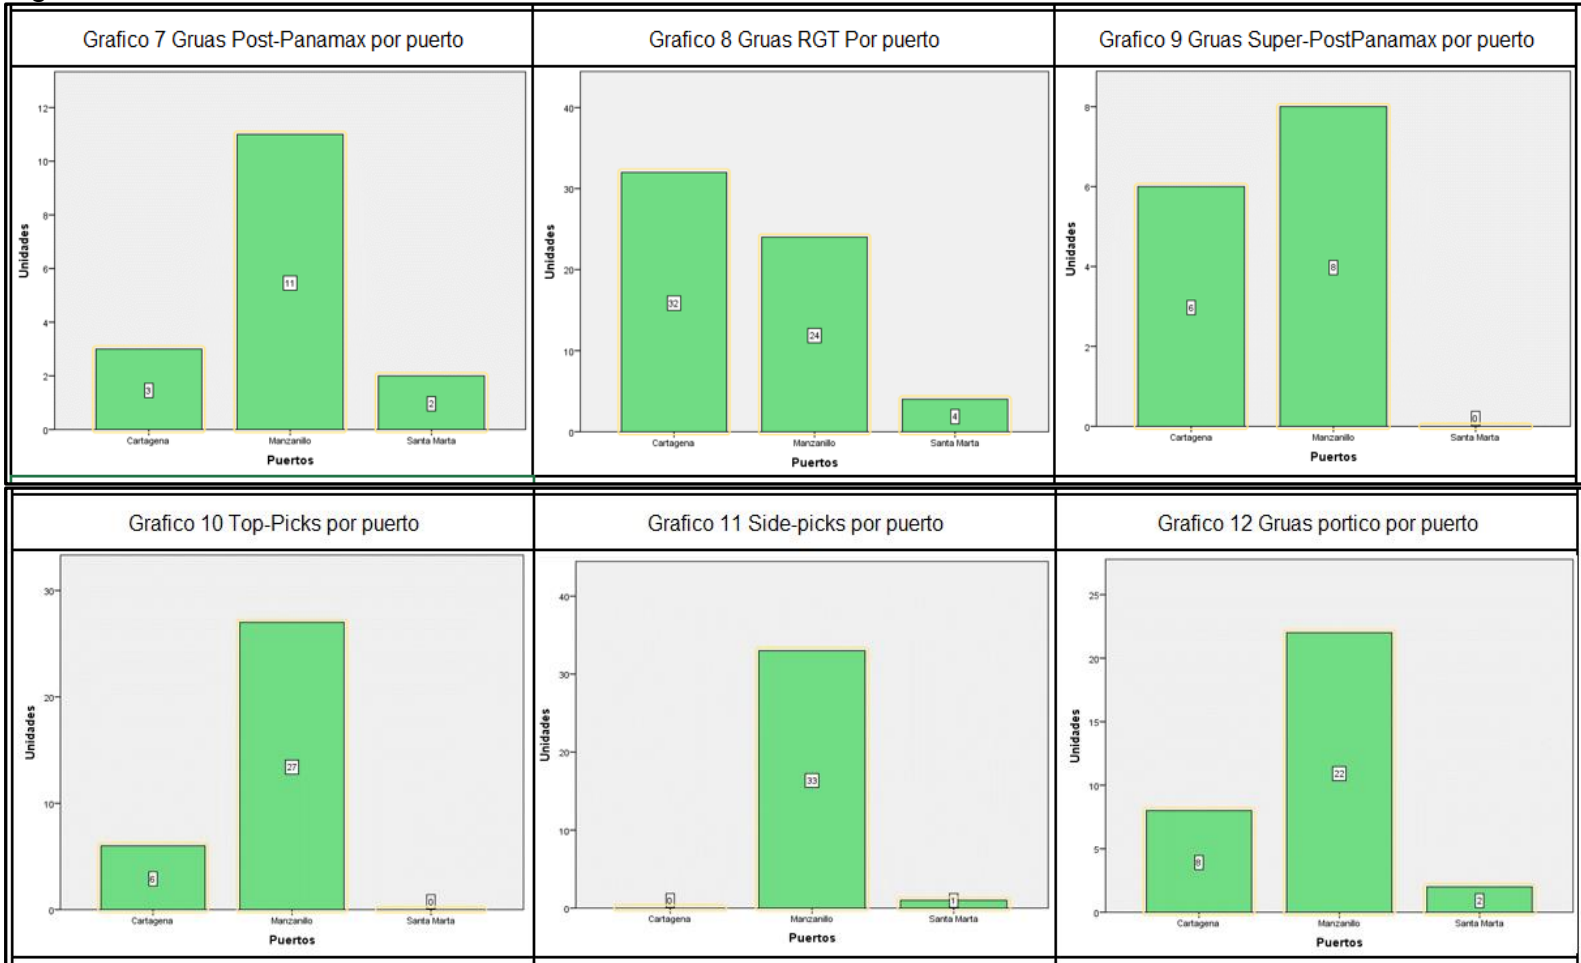 Grafico 7 Gruas Post-Panamax por puerto
Grafico 8 Gruas RGT Por puerto
Grafico 9 Gruas Super-PostPanamax por puerto
Unidades
12
10
8
6
4
2
0
3
11
2
Cartagena
Manzanillo
Santa Marta
Puertos
Unidades
40
30
20
10
0
32
24
4
Cartagena
Manzanillo
Santa Marta
Puertos
Unidades
8
6
4
2
0
6
8
0
Cartagena
Manzanillo
Santa Marta
Puertos
Grafico 10 Top-Picks por puerto
Grafico 11 Side-picks por puerto
Grafico 12 Gruas portico por puerto
Unidades
30
20
10
0
6
27
0
Cartagena
Manzanillo
Santa Marta
Puertos
Unidades
40
30
20
10
0
0
33
1
Cartagena
Manzanillo
Santa Marta
Puertos
Unidades
25
20
15
10
5
0
8
22
2
Cartagena
Manzanillo
Santa Marta
Puertos